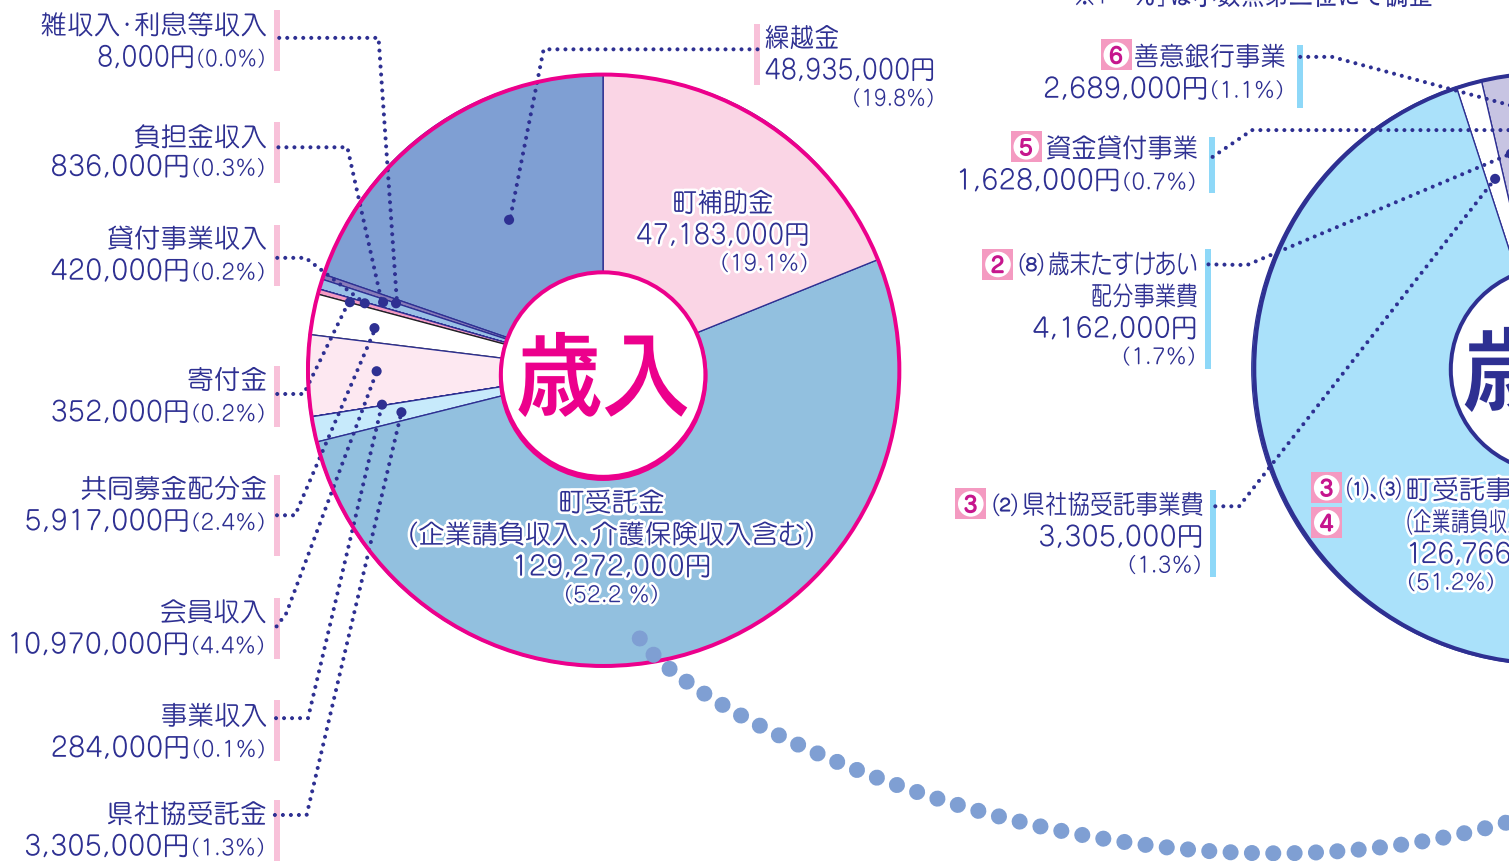 雑収入・利息等収入
8,000円(0.0%)
負担金収入
836,000円(0.3%)
貸付事業収入
420,000円(0.2%)
寄付金
352,000円(0.2%)
共同募金配分金
5,917,000円(2.4%)
会員収入
10,970,000円(4.4%)
事業収入
284,000円(0.1%)
県社協受託金
3,305,000円(1.3%)
繰越金
48,935,000円
(19.8%)
町補助金
47,183,000円
(19.1%)
歳入
町受託金
(企業請負収入、介護保険収入含む)
129,272,000円
(52.2 %)
⑥善意銀行事業
2,689,000円(1.1%)
⑤資金貸付事業
1,628,000円(0.7%)
②(8)歳末たすけあい
配分事業費
4,162,000円
(1.7%)
③(2)県社協受託事業費
3,305,000円
(1.3%)
③(1)、(3)町受託事
④(企業請負収
126,766
(51.2%)